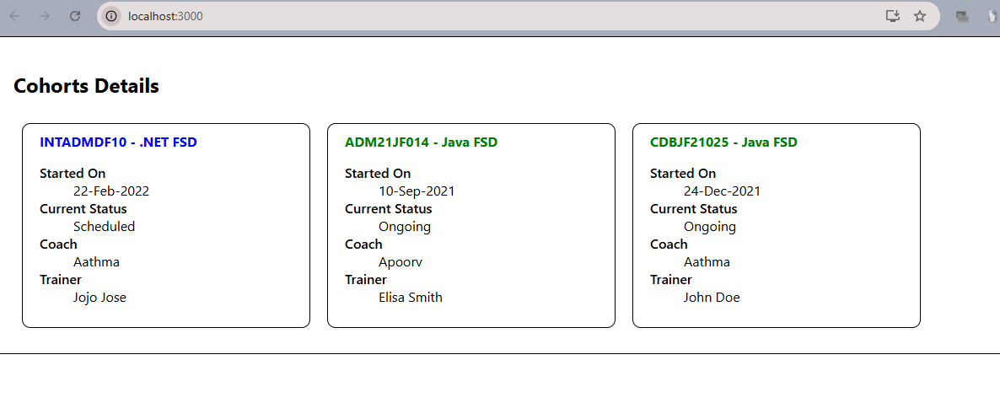 localhost:3000
Cohorts Details
INTADMDF10 - .NET FSD
Started On
22-Feb-2022
Current Status
Scheduled
Coach
Aathma
Trainer
Jojo Jose
ADM21JF014 - Java FSD
Started On
10-Sep-2021
Current Status
Ongoing
Coach
Apoorv
Trainer
Elisa Smith
CDBJF21025 - Java FSD
Started On
24-Dec-2021
Current Status
Ongoing
Coach
Aathma
Trainer
John Doe